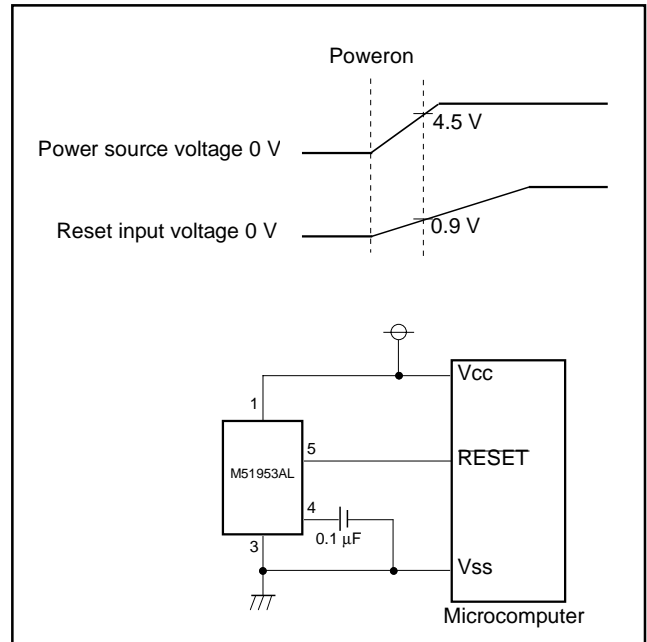 Poweron
4.5 V
Power source voltage 0 V
0.9 V
Reset input voltage 0 V
Vcc
1
5
RESET
M51953AL
4
0.1 µF
3
Vss
Microcomputer